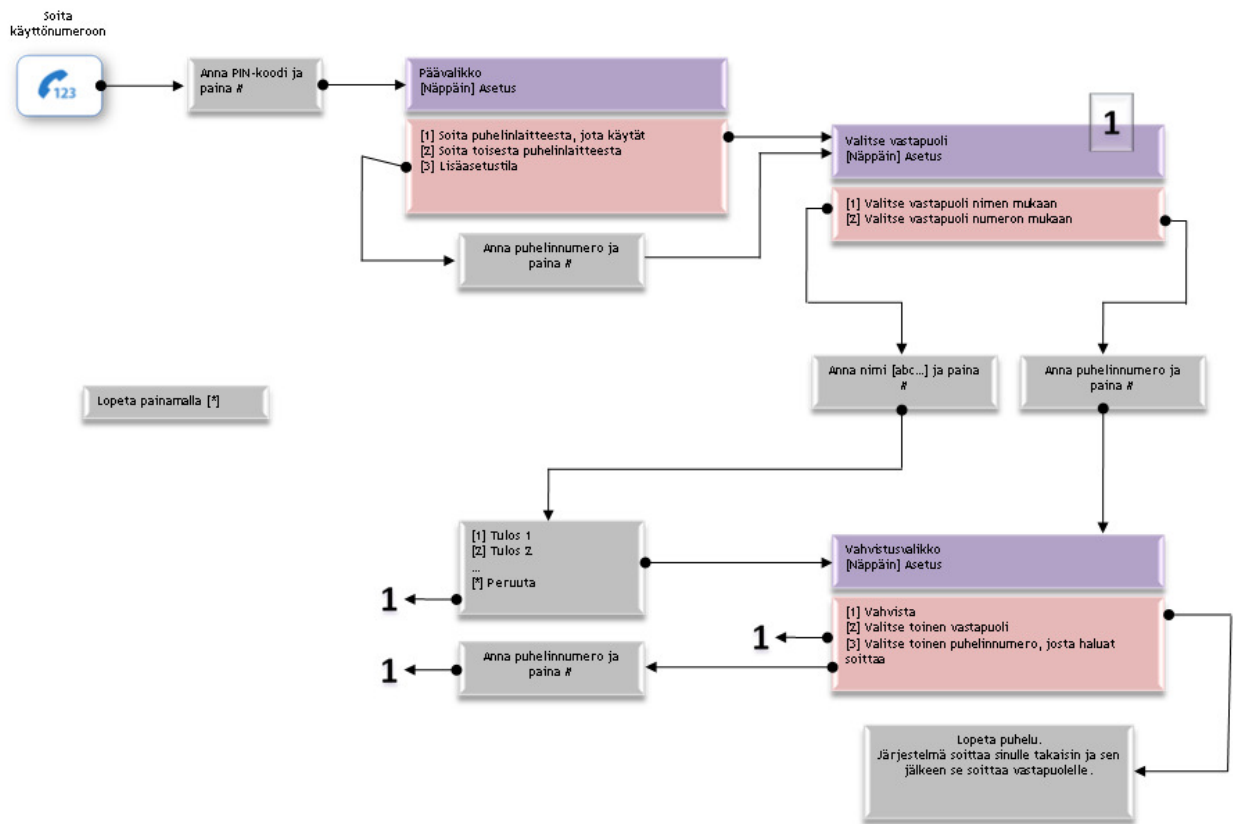 Soita
käyttönumeroon
123
Anna PIN-koodi ja
paina #
Päävalikko
[Näppäin] Asetus
[1] Soita puhelinlaitteesta, jota käytät
[2] Soita toisesta puhelinlaitteesta
[3] Lisäasetustila
1
Valitse vastapuoli
[Näppäin] Asetus
[1] Valitse vastapuoli nimen mukaan
[2] Valitse vastapuoli numeron mukaan
Anna puhelinnumero ja
paina #
Anna nimi [abc...] ja paina
#
Anna puhelinnumero ja
paina #
Lopeta painamalla [*]
[1] Tulos 1
[2] Tulos 2
...
[*] Peruuta
1
Vahvistusvalikko
[Näppäin] Asetus
[1] Vahvista
[2] Valitse toinen vastapuoli
[3] Valitse toinen puhelinnumero, josta haluat
soittaa
1
1
Anna puhelinnumero ja
paina #
Lopeta puhelu.
Järjestelmä soittaa sinulle takaisin ja sen
jälkeen se soittaa vastapuolelle.